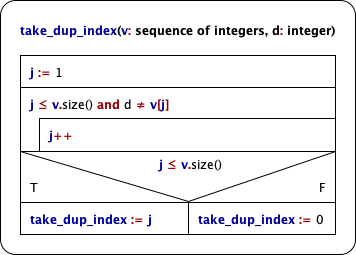 take_dup_index(v: sequence of integers, d: integer)
j := 1
j ≤ v.size() and d ≠ v[j]
j++
j ≤ v.size()
T F
take_dup_index := j take_dup_index := 0